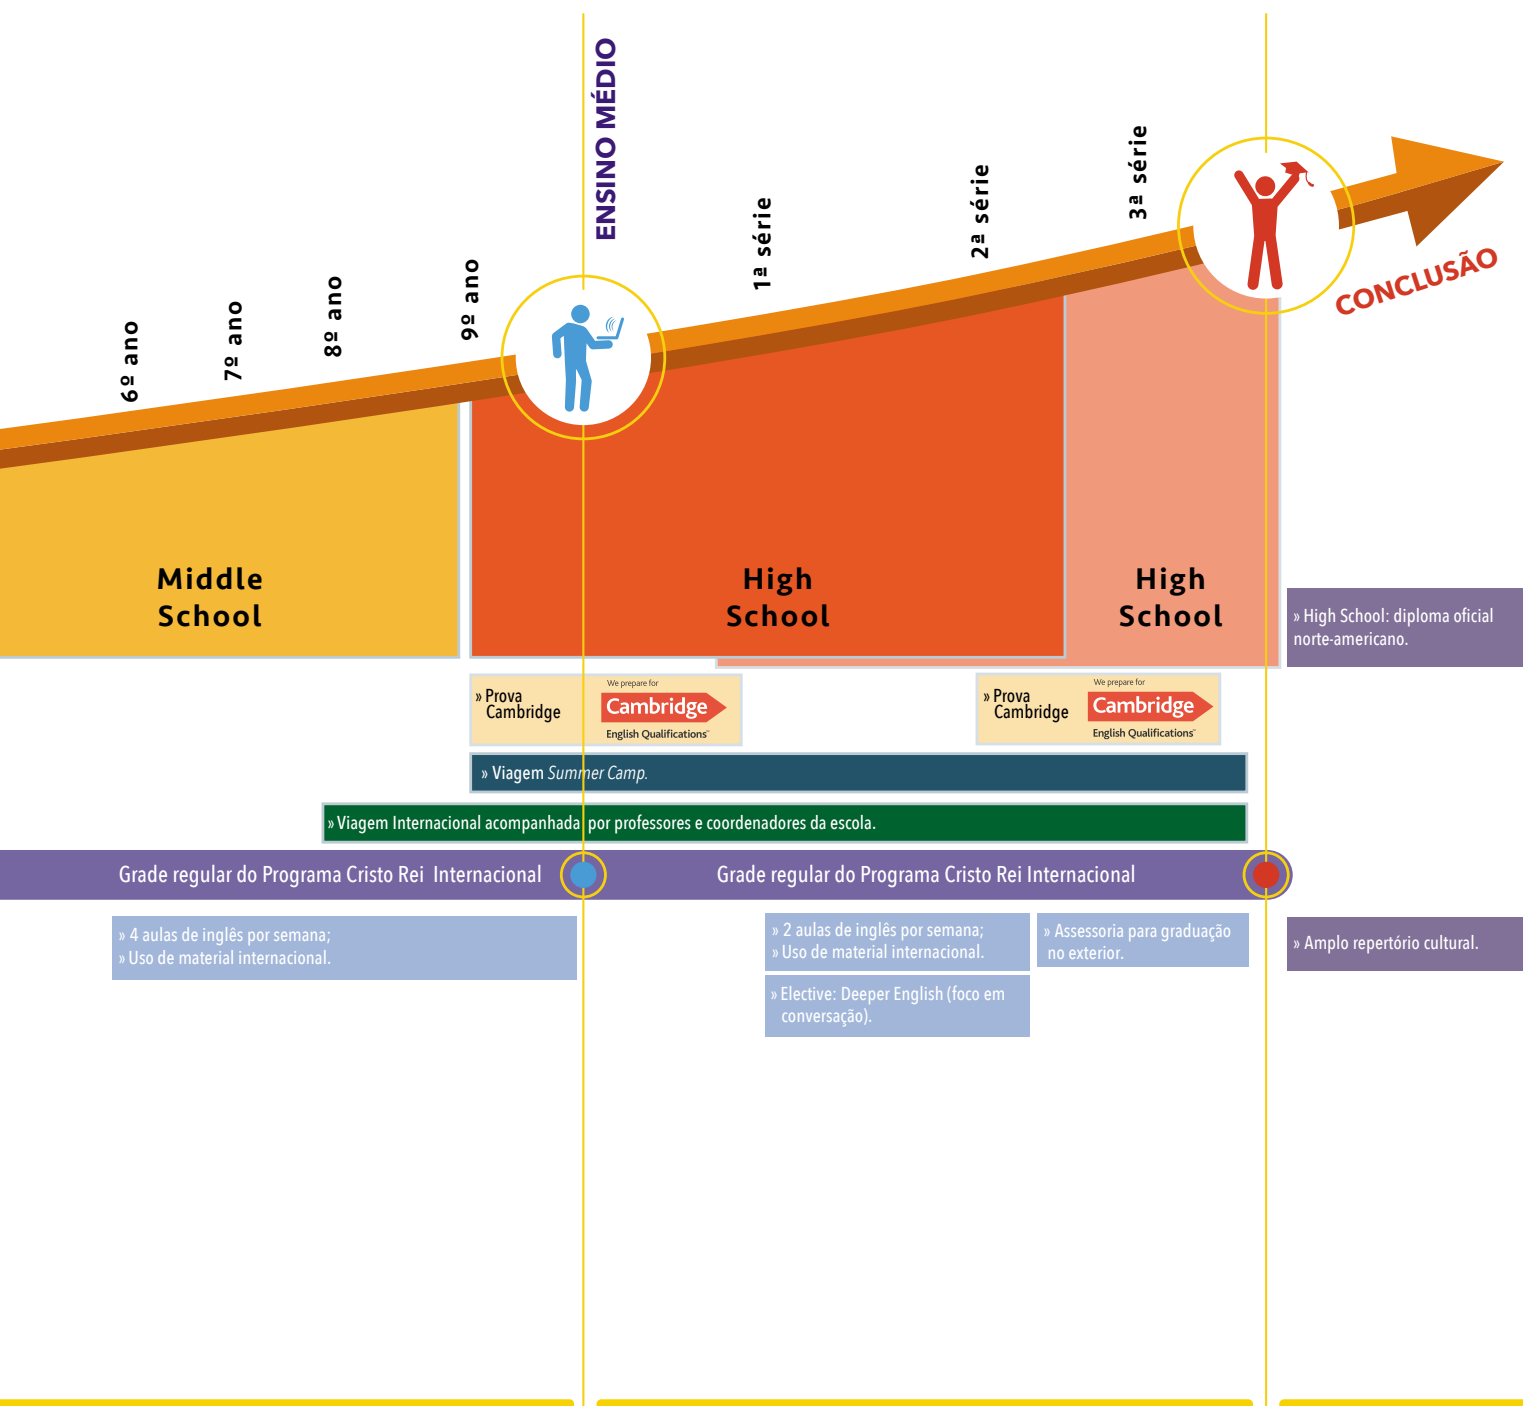 ENSINO MÉDIO
6º ano
7º ano
8º ano
9º ano
1ª série
2ª série
3ª série
CONCLUSÃO
Middle
School
High
School
High
School
» High School: diploma oficial
norte-americano.
» Prova
Cambridge
We prepare for
Cambridge
English Qualifications™
» Prova
Cambridge
We prepare for
Cambridge
English Qualifications™
» Viagem Summer Camp.
» Viagem Internacional acompanhada por professores e coordenadores da escola.
Grade regular do Programa Cristo Rei Internacional
Grade regular do Programa Cristo Rei Internacional
» 4 aulas de inglês por semana;
» Uso de material internacional.
» 2 aulas de inglês por semana;
» Uso de material internacional.
» Elective: Deeper English (foco em
conversação).
» Assessoria para graduação
no exterior.
» Amplo repertório cultural.